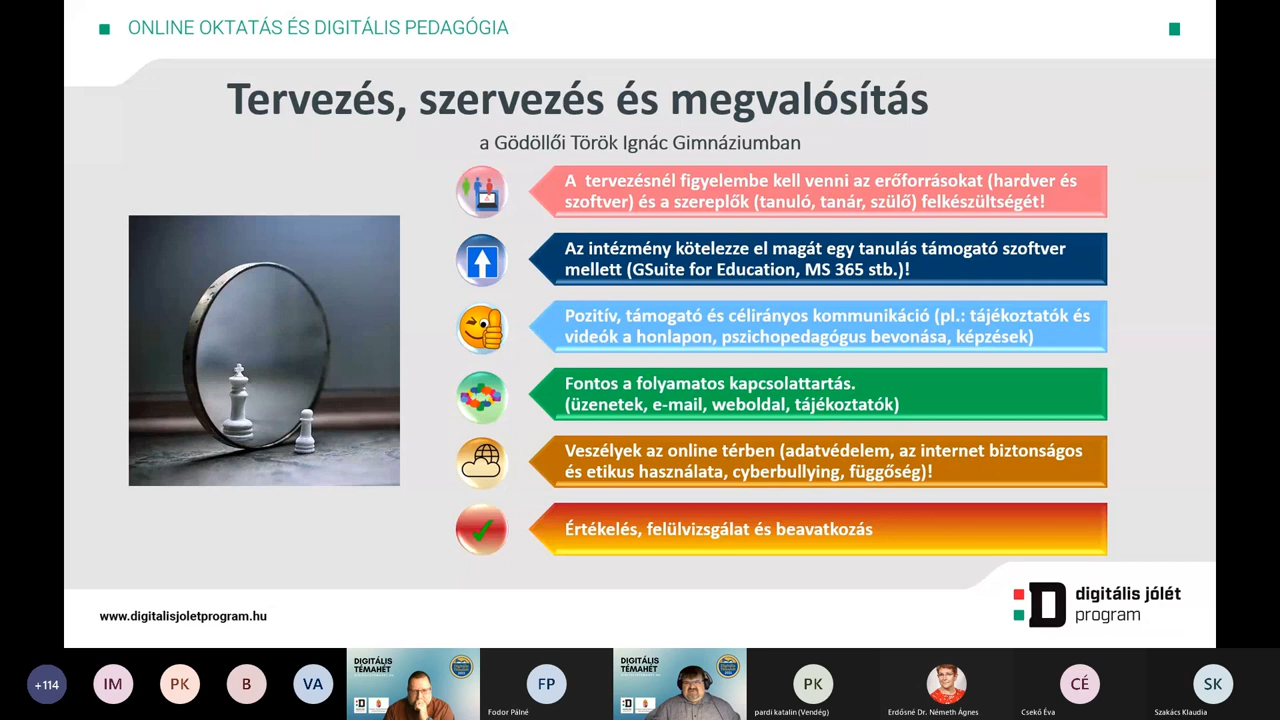 ONLINE OKTATÁS ÉS DIGITÁLIS PEDAGÓGIA
Tervezés, szervezés és megvalósítás
a Gödöllői Török Ignác Gimnáziumban
A tervezésnél figyelembe kell venni az erőforrásokat (hardver és
szoftver) és a szereplők (tanuló, tanár, szülő) felkészültségét!
Az intézmény kötelezze el magát egy tanulás támogató szoftver
mellett (GSuite for Education, MS 365 stb.)!
Pozitív, támogató és célirányos kommunikáció (pl.: tájékoztatók és
videók a honlapon, pszichopedagógus bevonása, képzések)
Fontos a folyamatos kapcsolattartás.
(üzenetek, e-mail, weboldal, tájékoztatók)
Veszélyek az online térben (adatvédelem, az internet biztonságos
és etikus használata, cyberbullying, függőség)!
Értékelés, felülvizsgálat és beavatkozás
www.digitalisjoletprogram.hu
digitális jólét
program
+114
IM
PK
B
VA
DIGITÁLIS
TÉMAHÉT
FP
Fodor Pálné
DIGITÁLIS
TÉMAHÉT
PK
pardi katalin (Vendég)
Erdősné Dr. Németh Ágnes
CÉ
Csekő Éva
SK
Szakács Klaudia